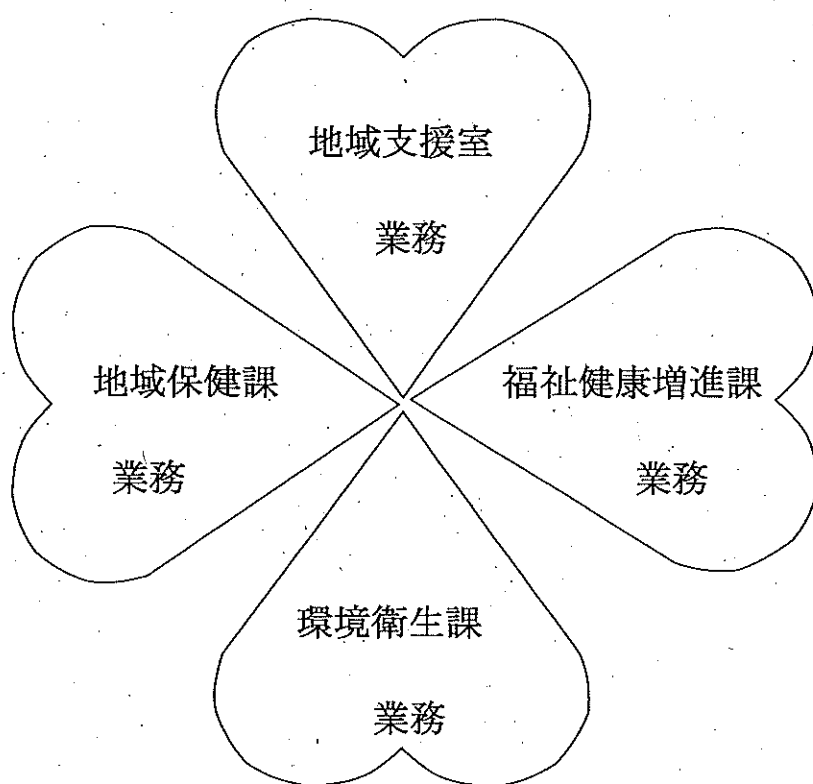 地域支援室
業務
地域保健課
業務
福祉健康増進課
業務
環境衛生課
業務